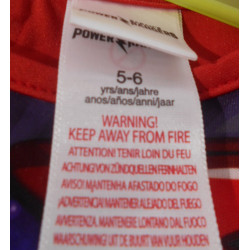 POWER
POWER
5-6
yrs/ans/jahre
anos/años/anni/jaar
WARNING!
KEEP AWAY FROM FIRE
ATTENTION! TENIR LOIN DU FEU
ACHTUNG! VON ZÜNDQUELLEN FERNHALTEN
AVISO! MANTENHA AFASTADO DO FOGO
¡ADVERTENCIA! MANTENER ALEJADO DEL FUEGO
AVVERTENZA. MANTENERE LONTANO DAL FUOCO
WAARSCHUWING! UIT DE BUURT VAN VUUR HOUDEN